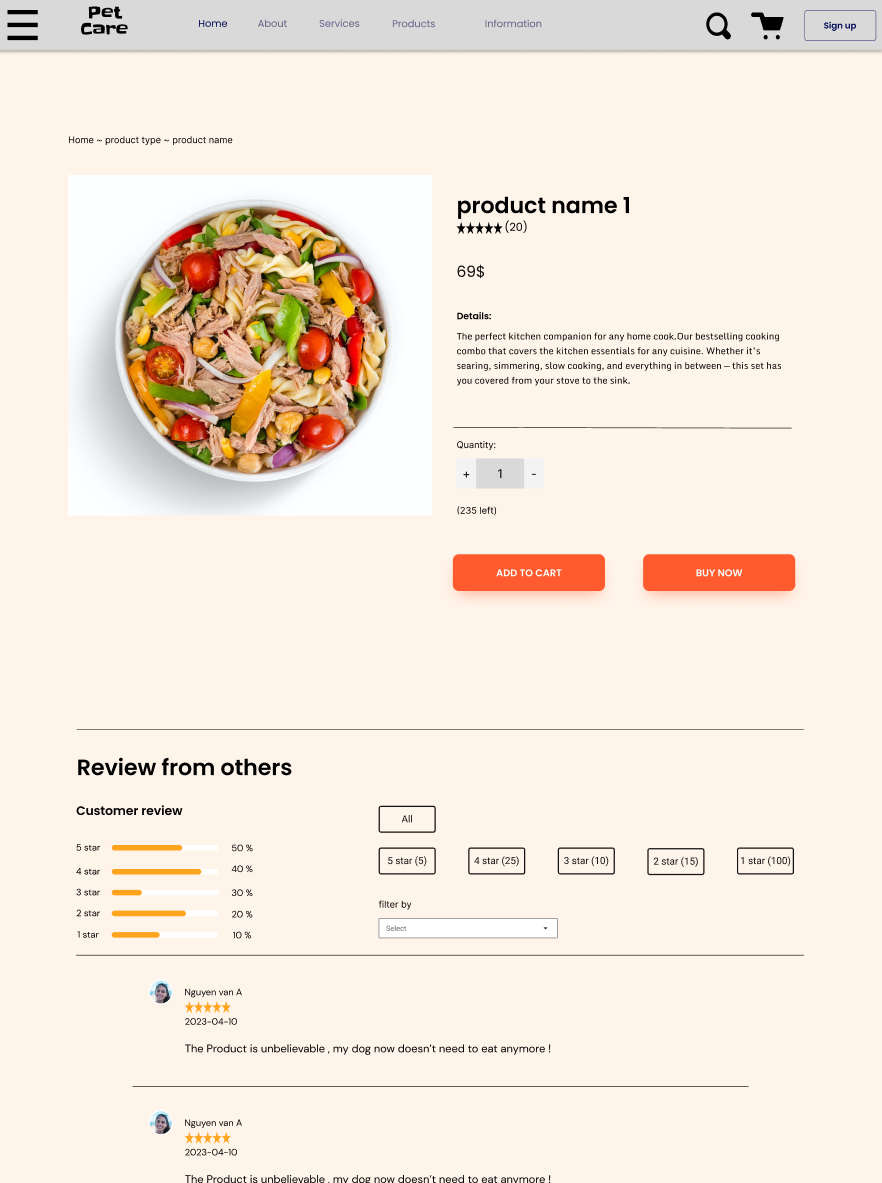 Pet
Care
Home
About
Services
Products
Information
Sign up
Home ~ product type ~ product name
product name 1
(20)
69$
Details:
The perfect kitchen companion for any home cook.Our bestselling cooking
combo that covers the kitchen essentials for any cuisine. Whether it's
searing, simmering, slow cooking, and everything in between — this set has
you covered from your stove to the sink.
Quantity:
+ 1 -
(235 left)
ADD TO CART
BUY NOW
Review from others
Customer review
5 star 50 %
4 star 40 %
3 star 30 %
2 star 20 %
1 star 10 %
All
5 star (5)
4 star (25)
3 star (10)
2 star (15)
1 star (100)
filter by
Select
Nguyen van A
2023-04-10
The Product is unbelievable , my dog now doesn't need to eat anymore !
Nguyen van A
2023-04-10
The Product is unbelievable , my dog now doesn't need to eat anymore !